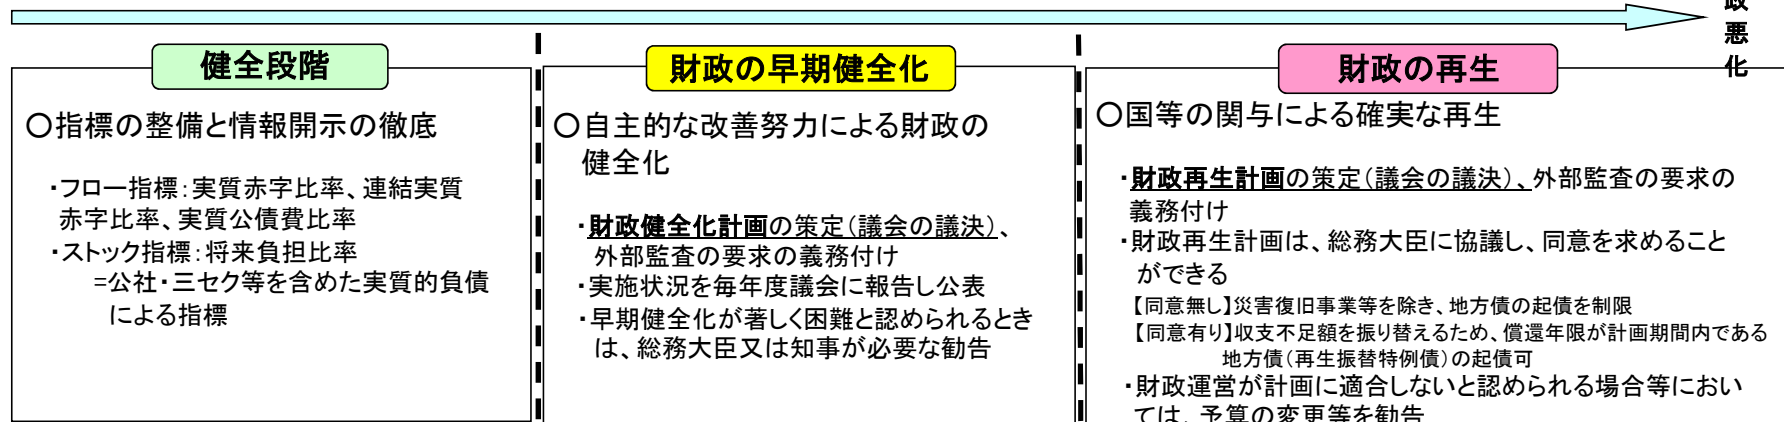 政
悪
化
健全段階
〇指標の整備と情報開示の徹底
・フロー指標：実質赤字比率、連結実質
赤字比率、実質公債費比率
・ストック指標：将来負担比率
=公社・三セク等を含めた実質的負債
による指標
財政の早期健全化
〇自主的な改善努力による財政の
健全化
・財政健全化計画の策定（議会の議決）、
外部監査の要求の義務付け
・実施状況を毎年度議会に報告し公表
・早期健全化が著しく困難と認められるとき
は、総務大臣又は知事が必要な勧告
財政の再生
〇国等の関与による確実な再生
・財政再生計画の策定（議会の議決）、外部監査の要求の
義務付け
・財政再生計画は、総務大臣に協議し、同意を求めること
ができる
【同意無し】災害復旧事業等を除き、地方債の起債を制限
【同意有り】収支不足額を振り替えるため、償還年限が計画期間内である
地方債（再生振替特例債）の起債可
・財政運営が計画に適合しないと認められる場合等におい
ては、予算の変更等を勧告